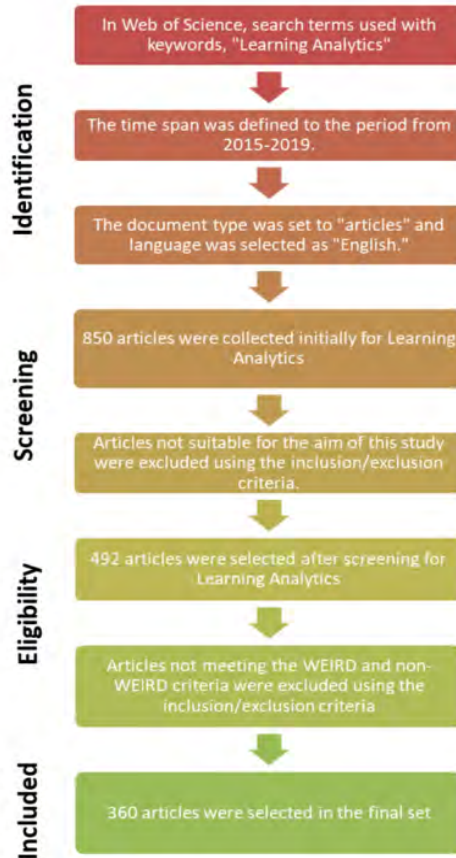 Identification
In Web of Science, search terms used with
keywords, "Learning Analytics"
The time span was defined to the period from
2015-2019.
The document type was set to "articles" and
language was selected as "English."
Screening
850 articles were collected initially for Learning
Analytics
Articles not suitable for the aim of this study
were excluded using the inclusion/exclusion
criteria.
Eligibility
492 articles were selected after screening for
Learning Analytics
Articles not meeting the WEIRD and non-
WEIRD criteria were excluded using the
inclusion/exclusion criteria
Included
360 articles were selected in the final set